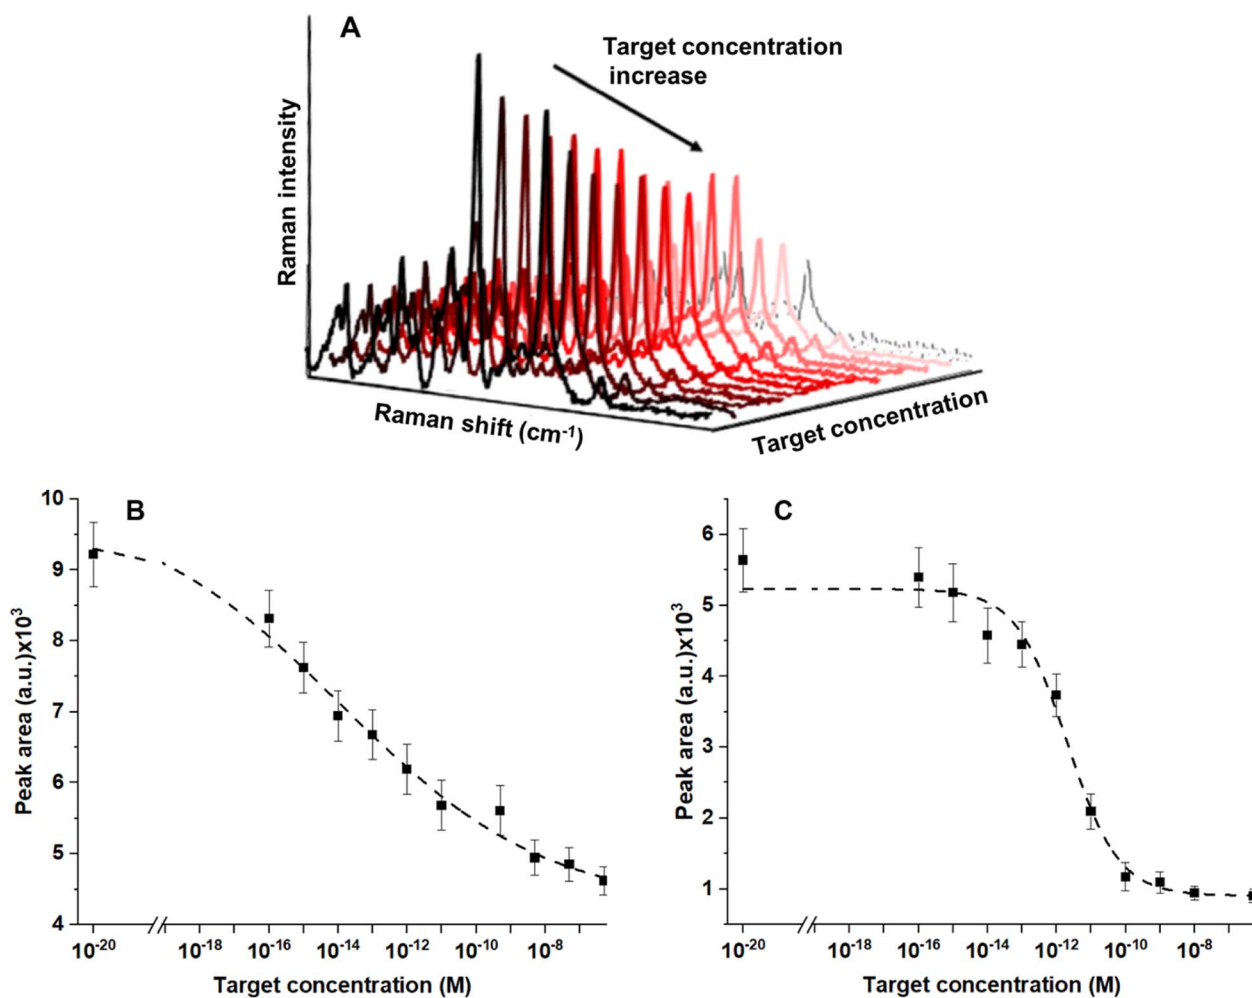 A
Target concentration
increase
Raman intensity
Raman shift (cm⁻¹)
Target concentration
B
10
9
8
7
6
5
4
Peak area (a.u.)x10³
10⁻²⁰ 10⁻¹⁸ 10⁻¹⁶ 10⁻¹⁴ 10⁻¹² 10⁻¹⁰ 10⁻⁸
Target concentration (M)
C
6
5
4
3
2
1
Peak area (a.u.)x10³
10⁻²⁰ 10⁻¹⁸ 10⁻¹⁶ 10⁻¹⁴ 10⁻¹² 10⁻¹⁰ 10⁻⁸
Target concentration (M)